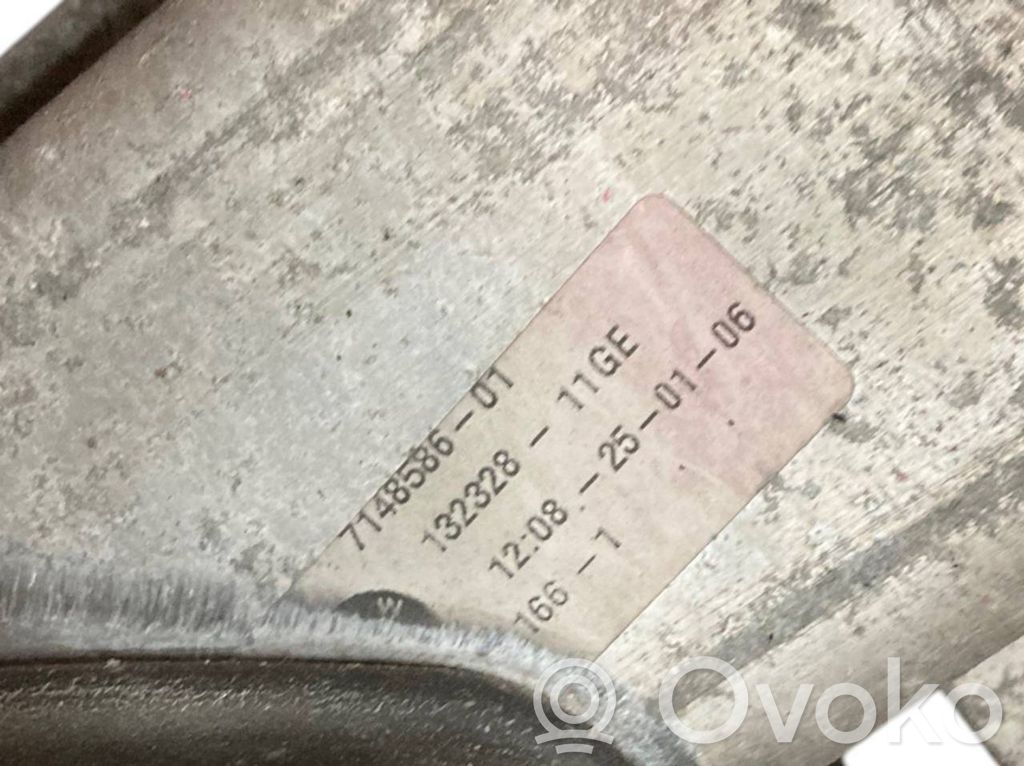 7148586-01
132328 - 11GE
12:08 - 25-01-06
166 - 1
W
Ovoko